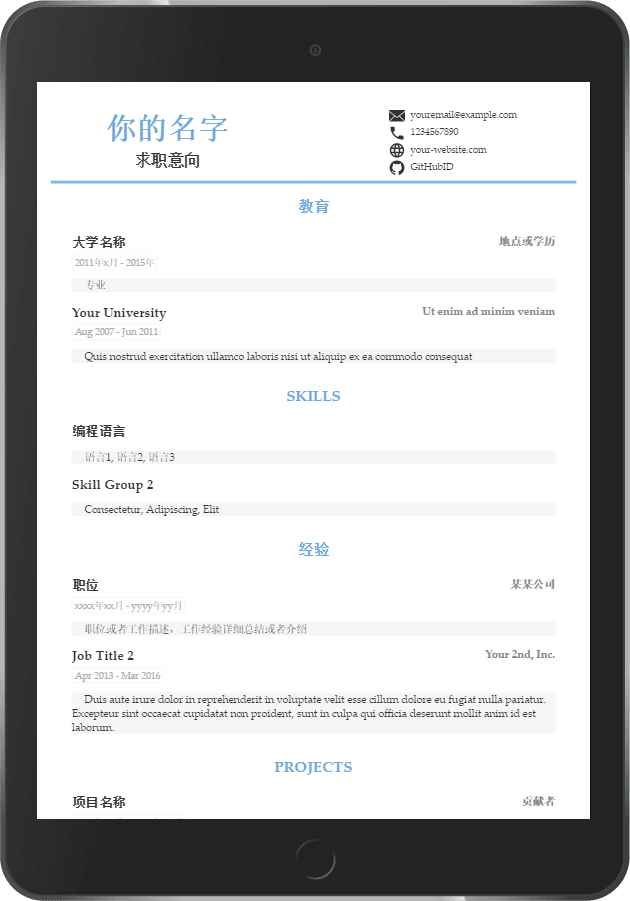 你的名字
求职意向
youremail@example.com
1234567890
your-website.com
GitHubID
教育
大学名称 地点或学历
2011年x月 - 2015年
专业
Your University Ut enim ad minim veniam
Aug 2007 - Jun 2011
Quis nostrud exercitation ullamco laboris nisi ut aliquip ex ea commodo consequat
SKILLS
编程语言
语言1, 语言2, 语言3
Skill Group 2
Consectetur, Adipiscing, Elit
经验
职位 某某公司
xxxx年xx月 - yyyy年yy月
职位或者工作描述，工作经验详细总结或者介绍
Job Title 2 Your 2nd, Inc.
Apr 2013 - Mar 2016
Duis aute irure dolor in reprehenderit in voluptate velit esse cillum dolore eu fugiat nulla pariatur.
Excepteur sint occaecat cupidatat non proident, sunt in culpa qui officia deserunt mollit anim id est
laborum.
PROJECTS
项目名称 贡献者